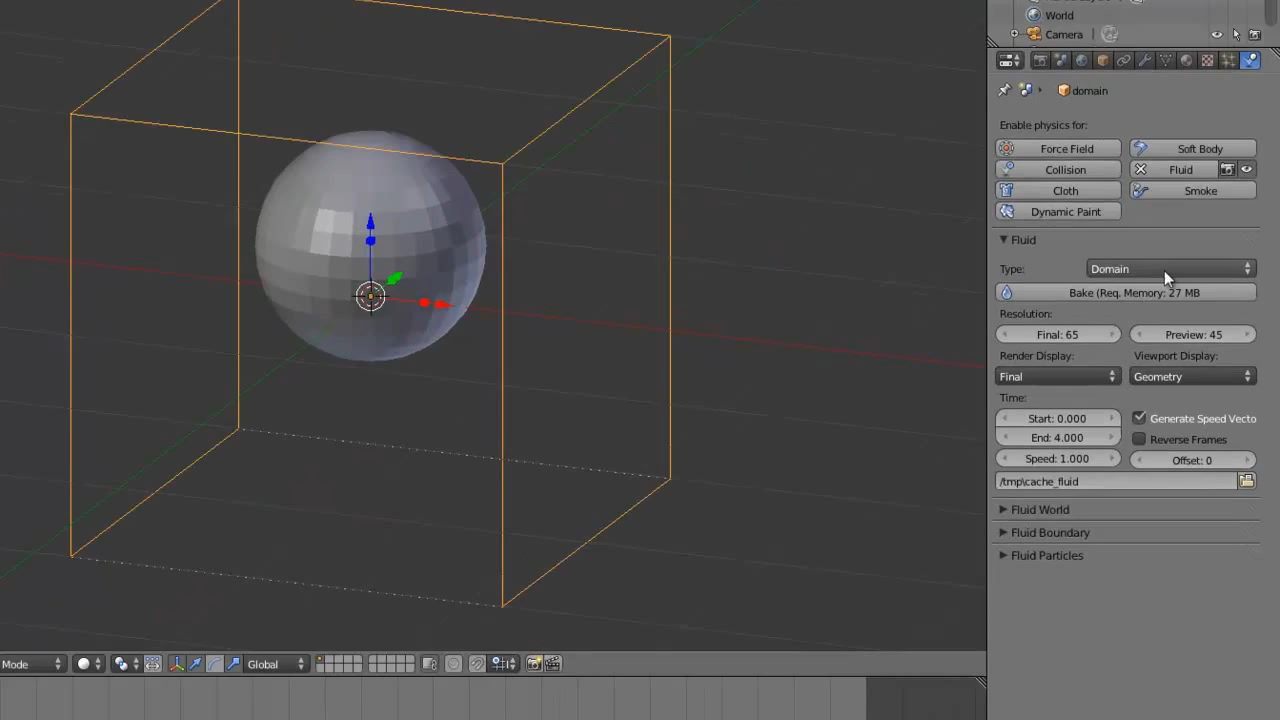 World
Camera
domain
Enable physics for:
Force Field Soft Body
Collision Fluid
Cloth Smoke
Dynamic Paint
Fluid
Type: Domain
Bake (Req. Memory: 27 MB
Resolution:
Final: 65 Preview: 45
Render Display: Viewport Display:
Final Geometry
Time:
Start: 0.000 Generate Speed Vecto
End: 4.000 Reverse Frames
Speed: 1.000 Offset: 0
/tmp\cache_fluid
Fluid World
Fluid Boundary
Fluid Particles
Mode Global